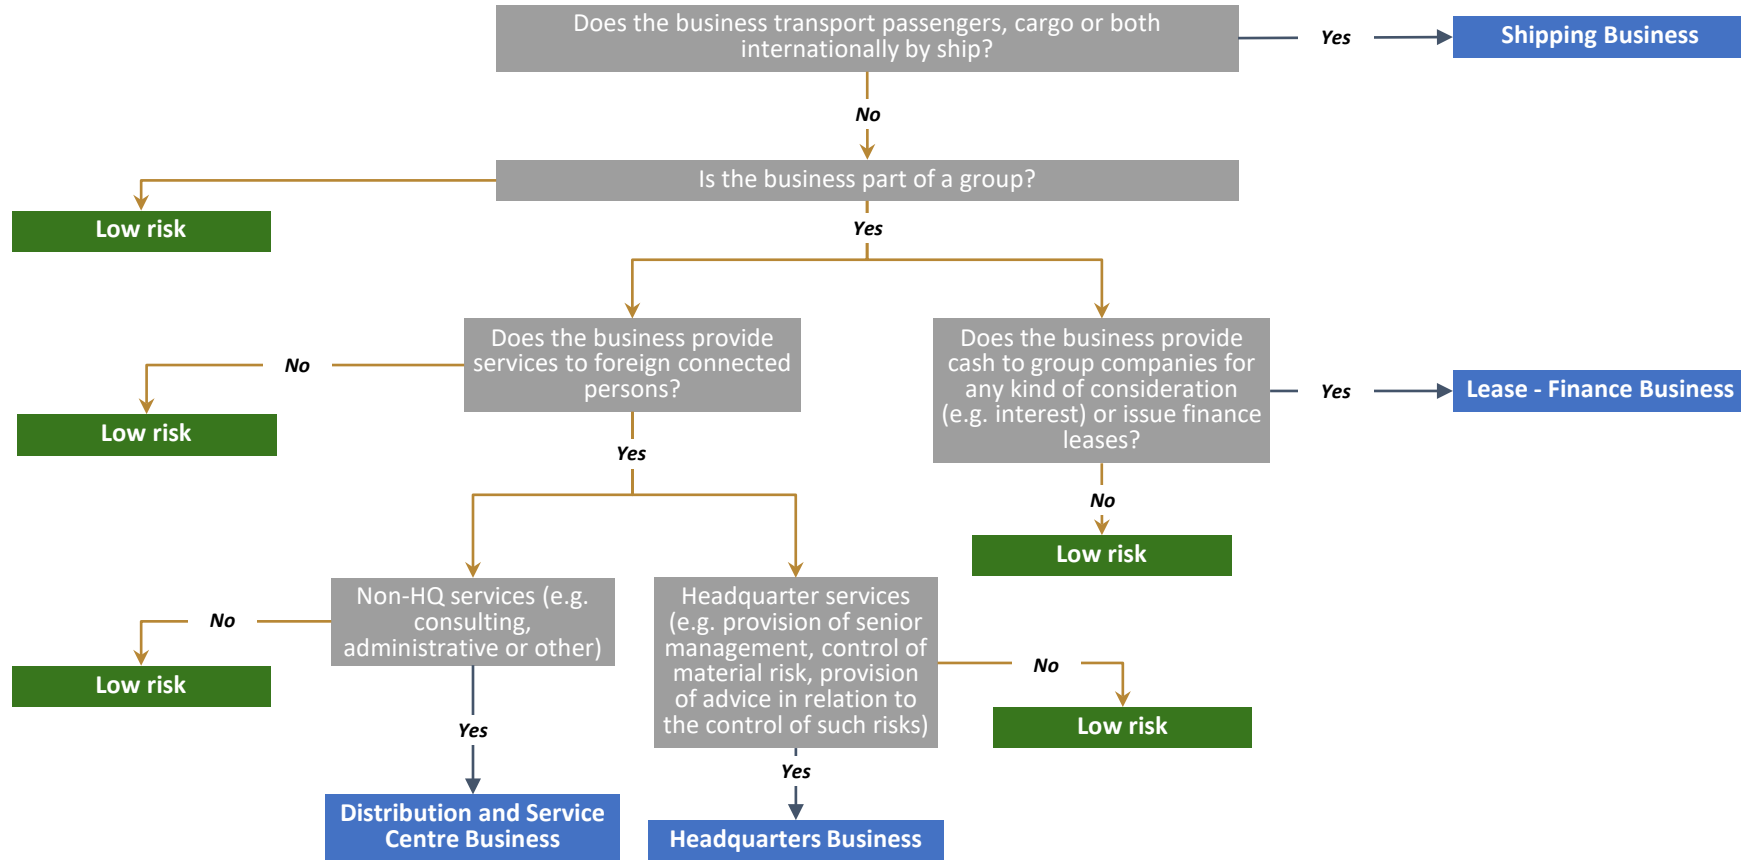 Does the business transport passengers, cargo or both
internationally by ship?
Yes
Shipping Business
No
Is the business part of a group?
Low risk
Yes
Does the business provide
services to foreign connected
persons?
No
Low risk
Does the business provide
cash to group companies for
any kind of consideration
(e.g. interest) or issue finance
leases?
Yes
Lease - Finance Business
Yes
No
Low risk
Non-HQ services (e.g.
consulting,
administrative or other)
No
Low risk
Headquarter services
(e.g. provision of senior
management, control of
material risk, provision
of advice in relation to
the control of such risks)
No
Low risk
Yes
Distribution and Service
Centre Business
Yes
Headquarters Business